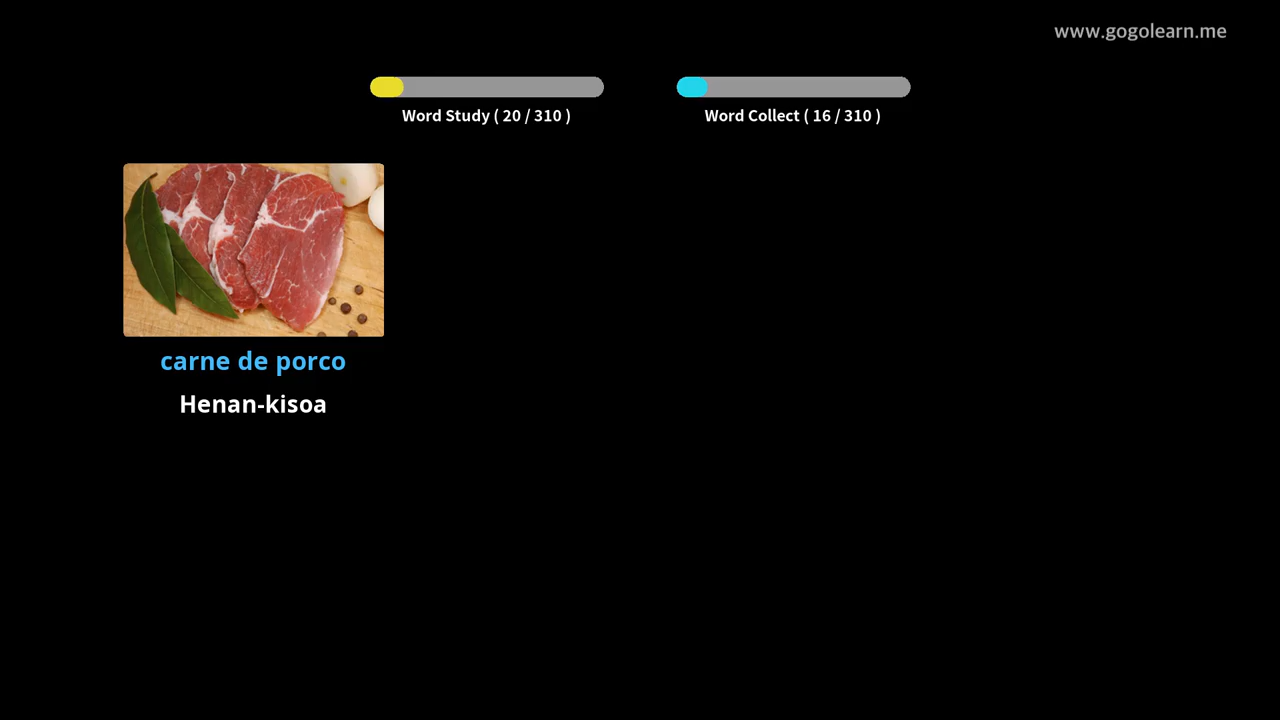 www.gogolearn.me
Word Study ( 20 / 310 )
Word Collect ( 16 / 310 )
carne de porco
Henan-kisoa